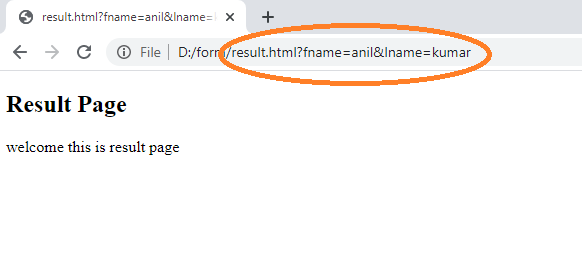 result.html?fname=anil&lname=
File D:/form/result.html?fname=anil&lname=kumar
Result Page
welcome this is result page